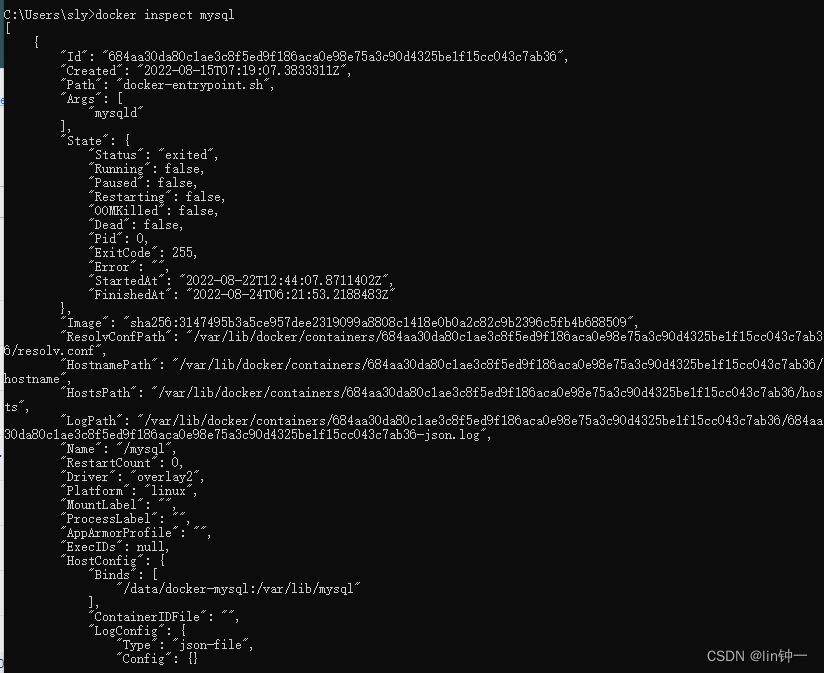 C:\Users\sly>docker inspect mysql
[
    {
        "Id": "684aa30da80c1ae3c8f5ed9f186aca0e98e75a3c90d4325be1f15cc043c7ab36",
        "Created": "2022-08-15T07:19:07.3833311Z",
        "Path": "docker-entrypoint.sh",
        "Args": [
            "mysqld"
        ],
        "State": {
            "Status": "exited",
            "Running": false,
            "Paused": false,
            "Restarting": false,
            "OOMKilled": false,
            "Dead": false,
            "Pid": 0,
            "ExitCode": 255,
            "Error": "",
            "StartedAt": "2022-08-22T12:44:07.8711402Z",
            "FinishedAt": "2022-08-24T06:21:53.2188483Z"
        },
        "Image": "sha256:3147495b3a5ce957dee2319099a8808c1418e0b0a2c82c9b2396c5fb4b688509",
        "ResolvConfPath": "/var/lib/docker/containers/684aa30da80c1ae3c8f5ed9f186aca0e98e75a3c90d4325be1f15cc043c7ab3
6/resolv.conf",
        "HostnamePath": "/var/lib/docker/containers/684aa30da80c1ae3c8f5ed9f186aca0e98e75a3c90d4325be1f15cc043c7ab36/
hostname",
        "HostsPath": "/var/lib/docker/containers/684aa30da80c1ae3c8f5ed9f186aca0e98e75a3c90d4325be1f15cc043c7ab36/hos
ts",
        "LogPath": "/var/lib/docker/containers/684aa30da80c1ae3c8f5ed9f186aca0e98e75a3c90d4325be1f15cc043c7ab36/684aa
30da80c1ae3c8f5ed9f186aca0e98e75a3c90d4325be1f15cc043c7ab36-json.log",
        "Name": "/mysql",
        "RestartCount": 0,
        "Driver": "overlay2",
        "Platform": "linux",
        "MountLabel": "",
        "ProcessLabel": "",
        "AppArmorProfile": "",
        "ExecIDs": null,
        "HostConfig": {
            "Binds": [
                "/data/docker-mysql:/var/lib/mysql"
            ],
            "ContainerIDFile": "",
            "LogConfig": {
                "Type": "json-file",
                "Config": {}
CSDN @lin钟一